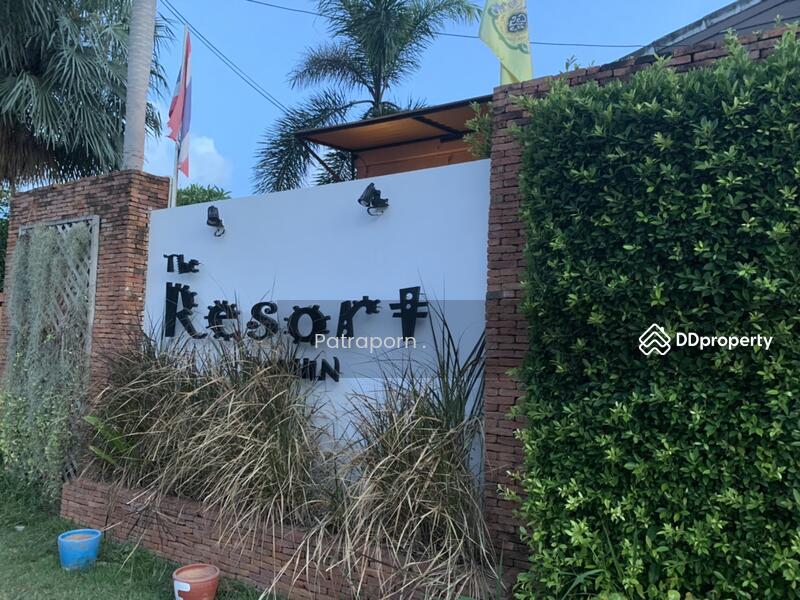 The
Resort
Patraporn .
DDproperty